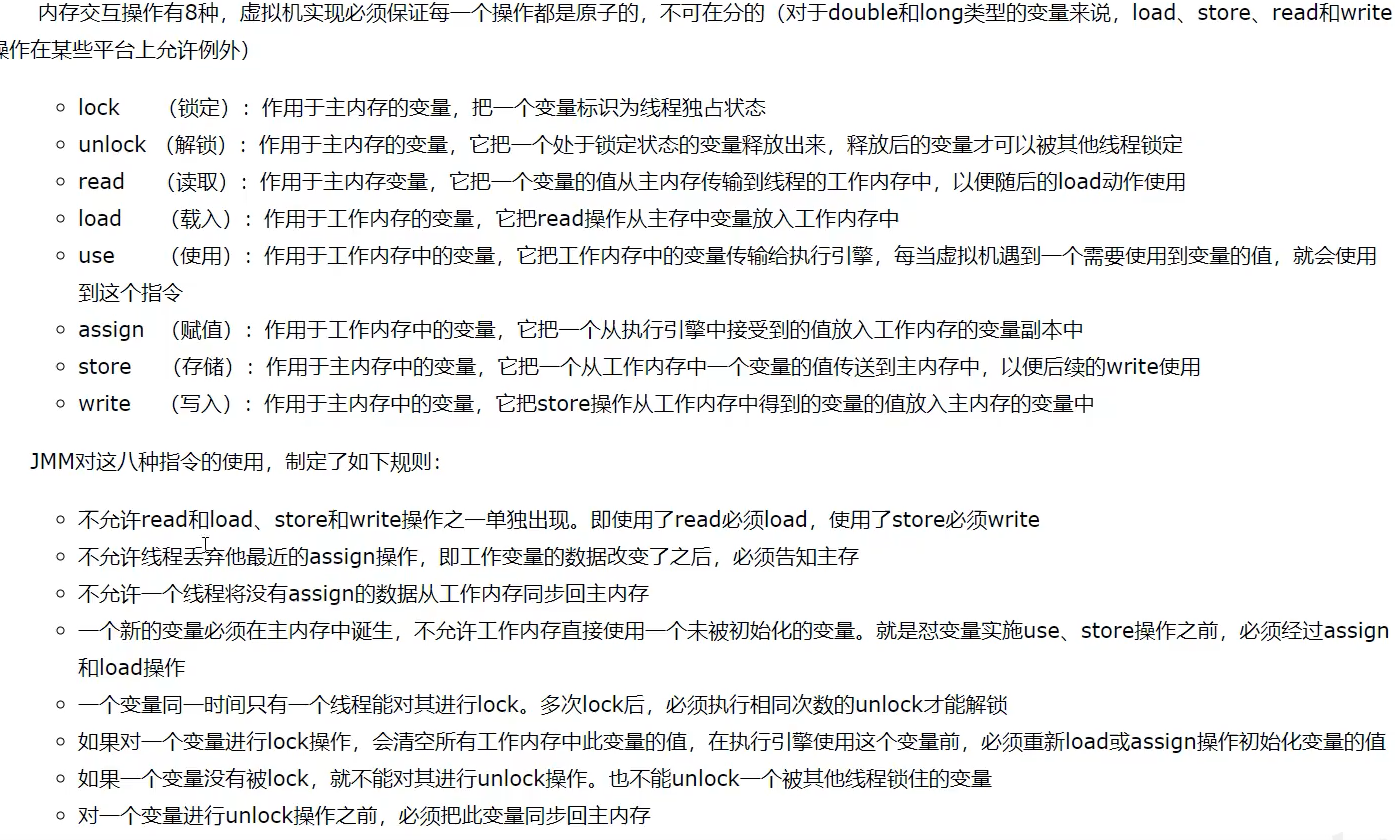 内存交互操作有8种，虚拟机实现必须保证每一个操作都是原子的，不可在分的（对于double和long类型的变量来说，load、store、read和write
操作在某些平台上允许例外）
lock （锁定）：作用于主内存的变量，把一个变量标识为线程独占状态
unlock （解锁）：作用于主内存的变量，它把一个处于锁定状态的变量释放出来，释放后的变量才可以被其他线程锁定
read （读取）：作用于主内存变量，它把一个变量的值从主内存传输到线程的工作内存中，以便随后的load动作使用
load （载入）：作用于工作内存的变量，它把read操作从主存中变量放入工作内存中
use （使用）：作用于工作内存中的变量，它把工作内存中的变量传输给执行引擎，每当虚拟机遇到一个需要使用到变量的值，就会使用
到这个指令
assign （赋值）：作用于工作内存中的变量，它把一个从执行引擎中接受到的值放入工作内存的变量副本中
store （存储）：作用于主内存中的变量，它把一个从工作内存中一个变量的值传送到主内存中，以便后续的write使用
write （写入）：作用于主内存中的变量，它把store操作从工作内存中得到的变量的值放入主内存的变量中
JMM对这八种指令的使用，制定了如下规则：
不允许read和load、store和write操作之一单独出现。即使用了read必须load，使用了store必须write
不允许线程丢弃他最近的assign操作，即工作变量的数据改变了之后，必须告知主存
不允许一个线程将没有assign的数据从工作内存同步回主内存
一个新的变量必须在主内存中诞生，不允许工作内存直接使用一个未被初始化的变量。就是怼变量实施use、store操作之前，必须经过assign
和load操作
一个变量同一时间只有一个线程能对其进行lock。多次lock后，必须执行相同次数的unlock才能解锁
如果对一个变量进行lock操作，会清空所有工作内存中此变量的值，在执行引擎使用这个变量前，必须重新load或assign操作初始化变量的值
如果一个变量没有被lock，就不能对其进行unlock操作。也不能unlock一个被其他线程锁住的变量
对一个变量进行unlock操作之前，必须把此变量同步回主内存